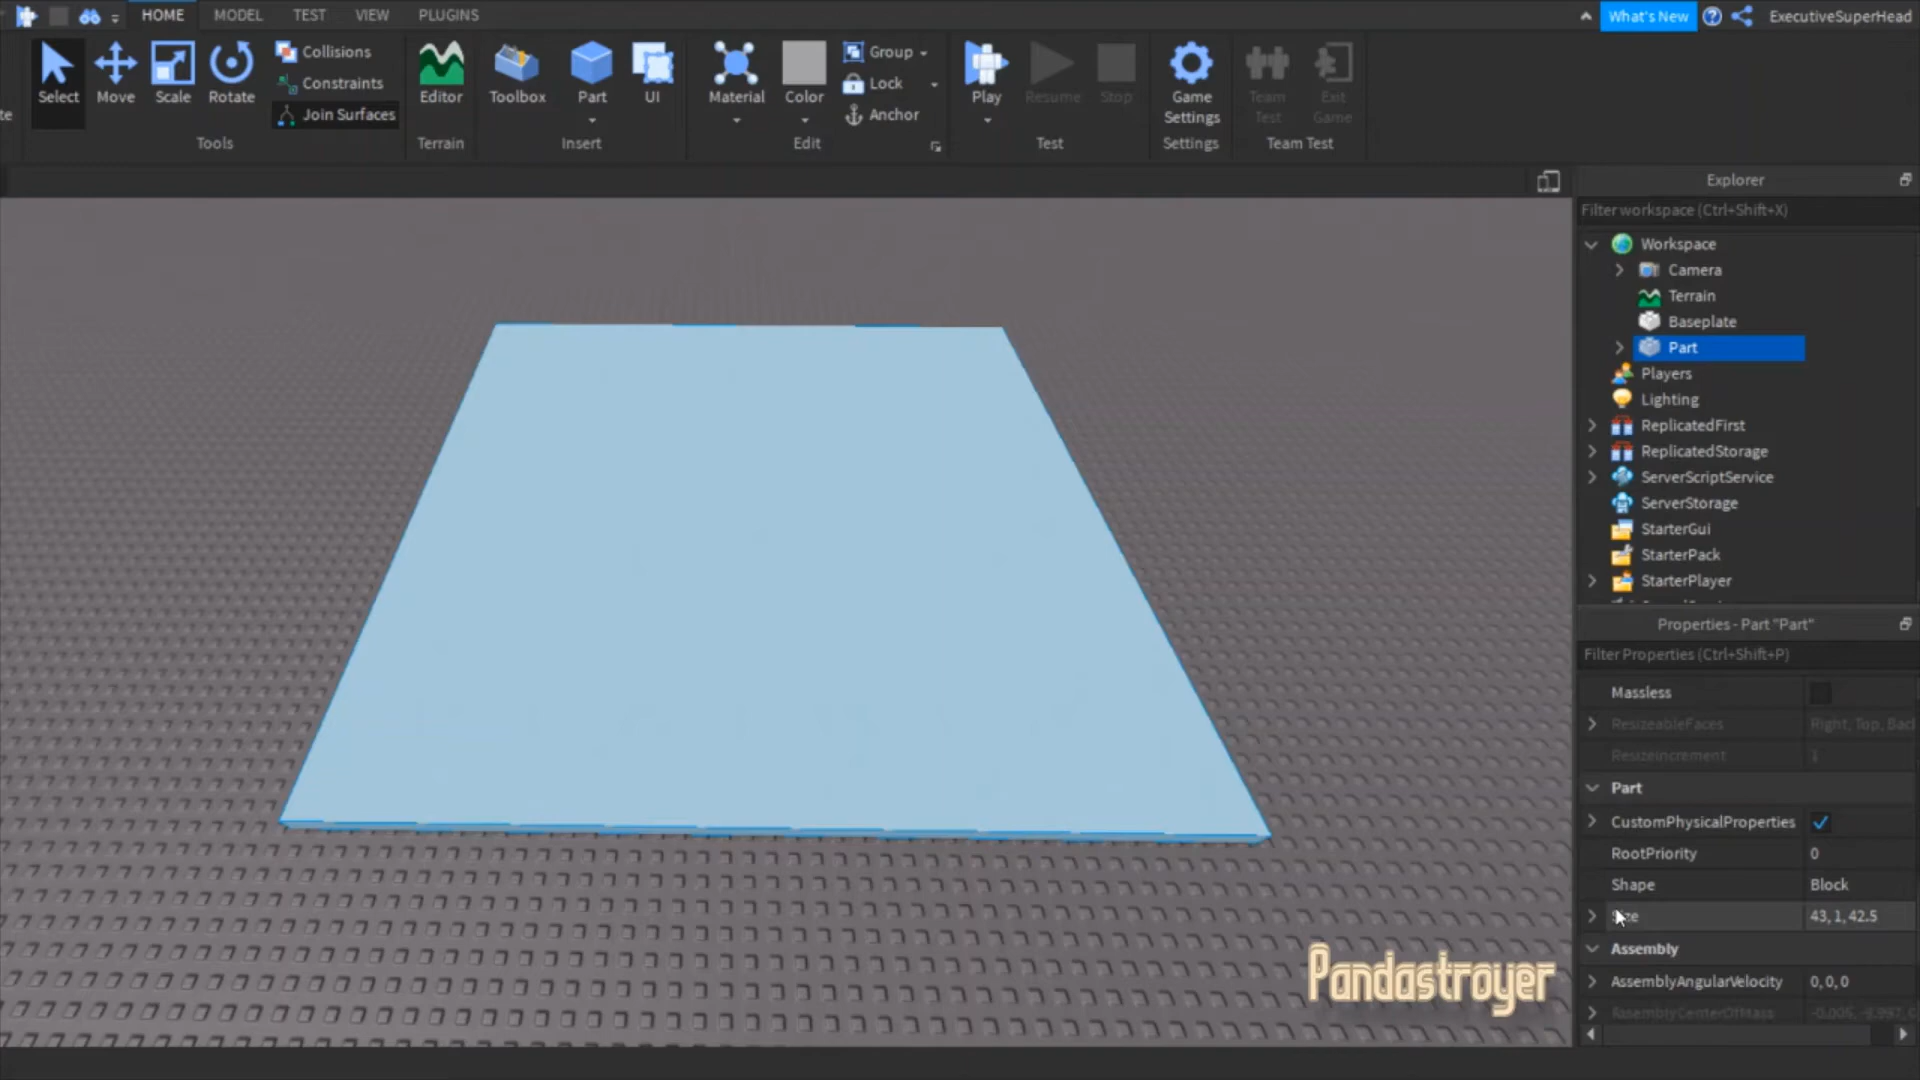 HOME MODEL TEST VIEW PLUGINS What's New ExecutiveSuperHead
te Select Move Scale Rotate Collisions Constraints Join Surfaces Tools
Editor Terrain
Toolbox Part UI Insert
Material Color Group Lock Anchor Edit
Play Resume Stop Test
Game Settings Settings
Team Test Exit Game Team Test
Explorer
Filter workspace (Ctrl+Shift+X)
Workspace
Camera
Terrain
Baseplate
Part
Players
Lighting
ReplicatedFirst
ReplicatedStorage
ServerScriptService
ServerStorage
StarterGui
StarterPack
StarterPlayer
Properties - Part "Part"
Filter Properties (Ctrl+Shift+P)
Massless
ResizeableFaces Right, Top, Bac
ResizeIncrement 1
Part
CustomPhysicalProperties
RootPriority 0
Shape Block
Size 43, 1, 42.5
Assembly
AssemblyAngularVelocity 0, 0, 0
AssemblyCenterOfMass
Pandastroyer